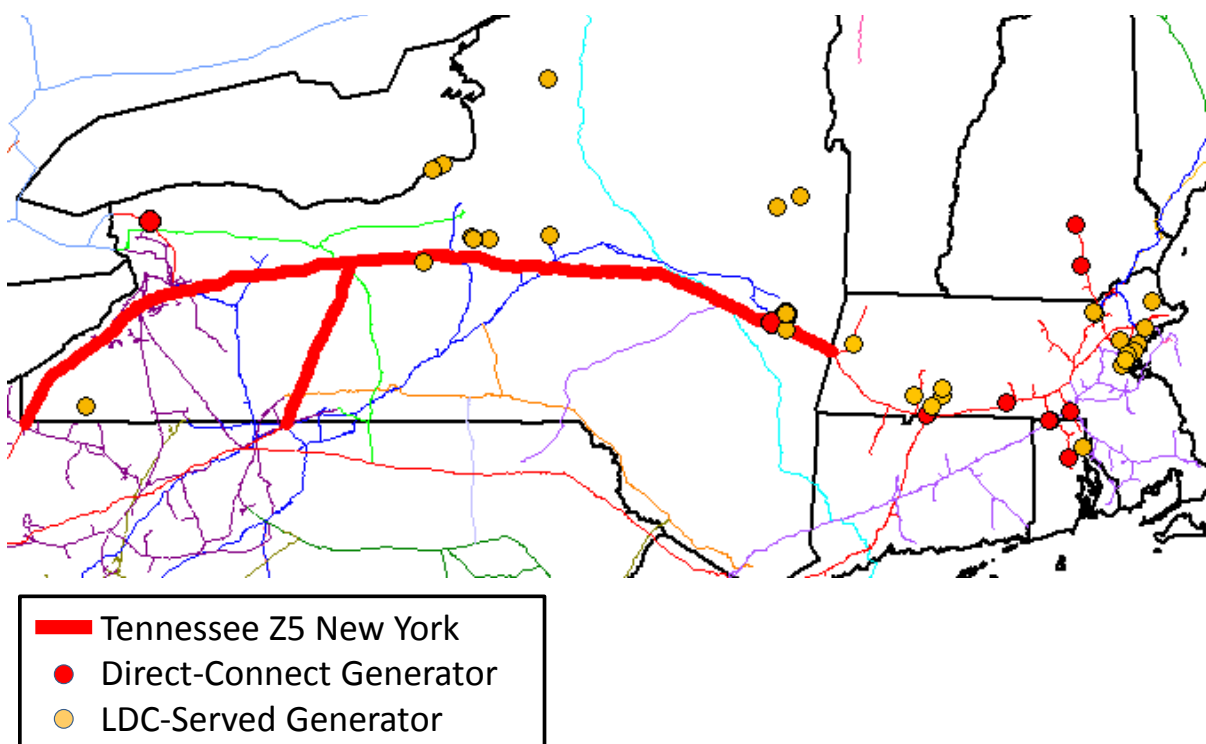 Tennessee Z5 New York
Direct-Connect Generator
LDC-Served Generator